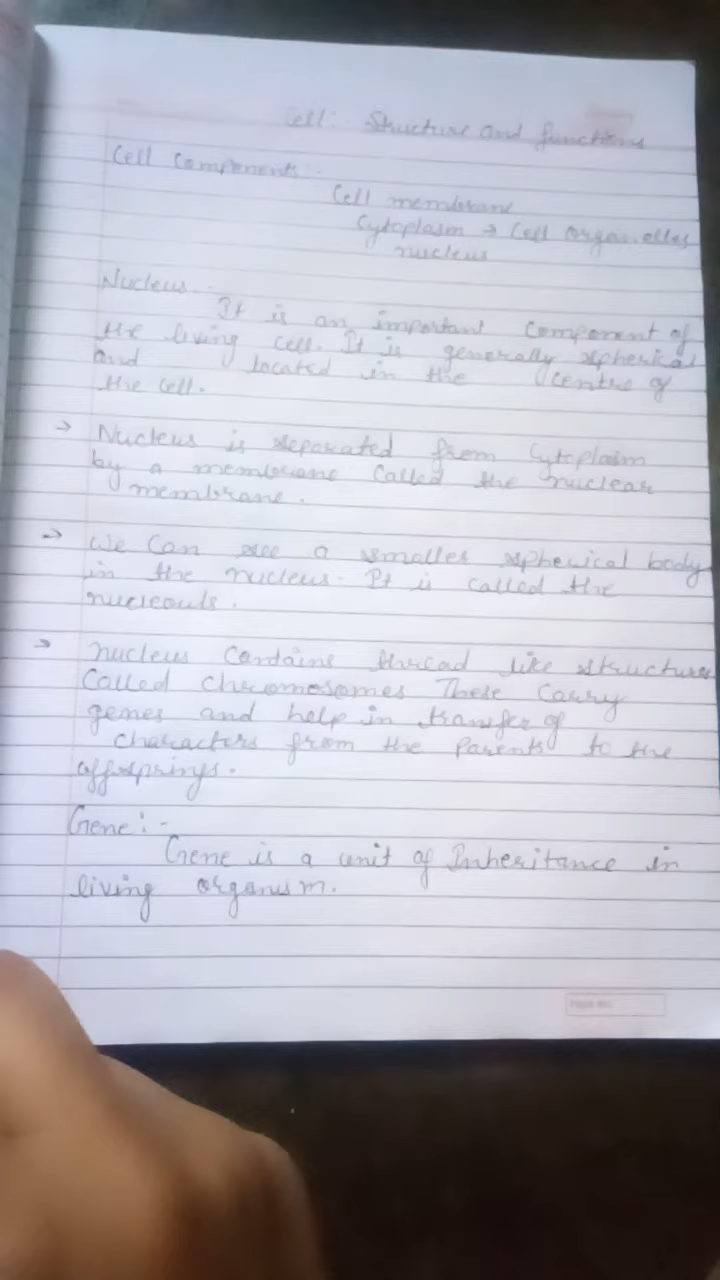 Cell: Structure and functions
Cell Components:-
Cell membrane
Cytoplasm → Cell organelles
nucleus
Nucleus:-
It is an important component of
the living cell. It is generally spherical
and located in the centre of
the cell.
→ Nucleus is separated from Cytoplasm
by a membrane called the nuclear
membrane.
→ We can see a smaller spherical body
in the nucleus. It is called the
nucleouls.
→ nucleus contains thread like structures
called chromosomes These carry
genes and help in transfer of
characters from the parents to the
offsprings.
Gene:-
Gene is a unit of Inheritance in
living organism.